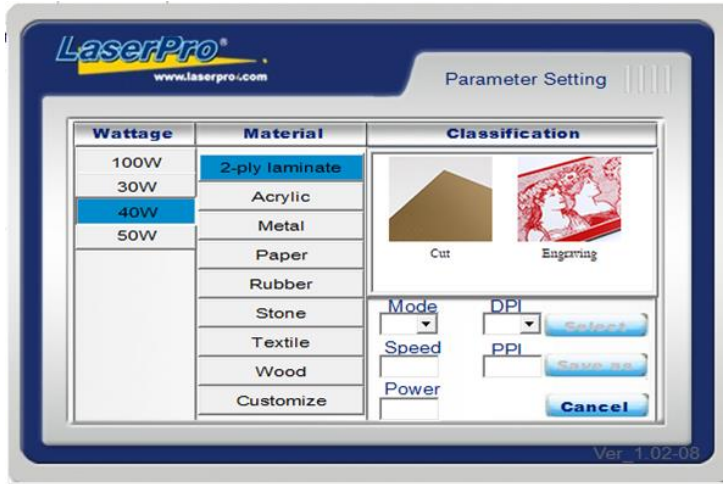 LaserPro
www.laserpro.com
Parameter Setting
Wattage
Material
Classification
100W
30W
40W
50W
2-ply laminate
Acrylic
Metal
Paper
Rubber
Stone
Textile
Wood
Customize
Cut
Engraving
Mode
DPI
Select
Speed
PPI
Save as
Power
Cancel
Ver_1.02-08